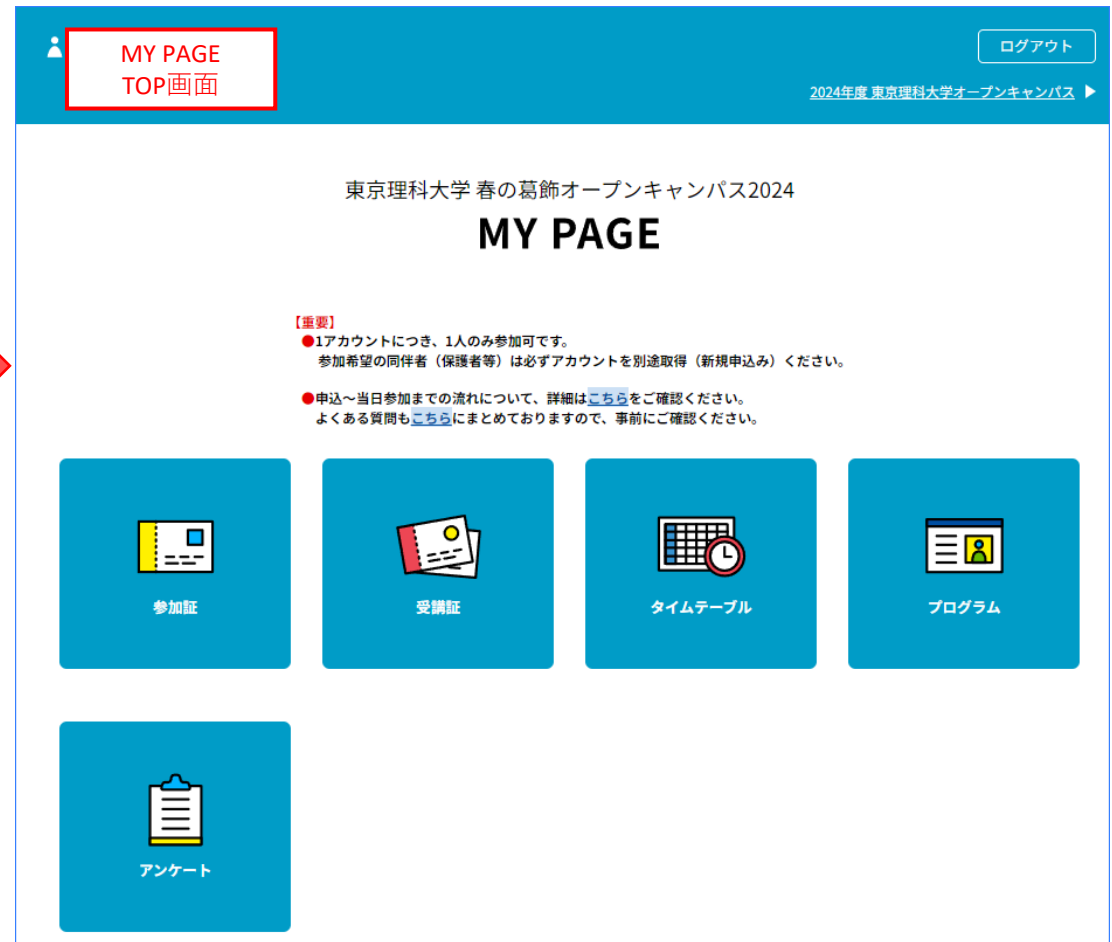 MY PAGE
TOP画面
ログアウト
2024年度 東京理科大学オープンキャンパス ▶
東京理科大学 春の葛飾オープンキャンパス2024
MY PAGE
【重要】
●1アカウントにつき、1人のみ参加可です。
参加希望の同伴者（保護者等）は必ずアカウントを別途取得（新規申込み）ください。
●申込～当日参加までの流れについて、詳細はこちらをご確認ください。
よくある質問もこちらにまとめておりますので、事前にご確認ください。
参加証
受講証
タイムテーブル
プログラム
アンケート